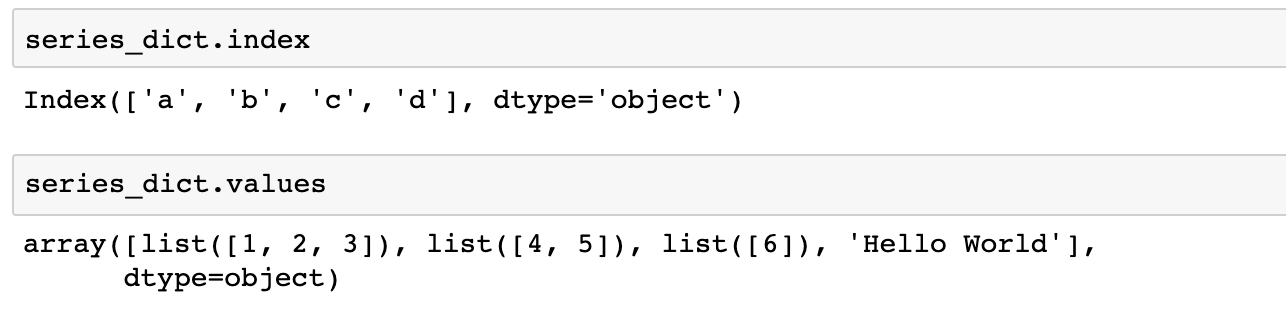 series_dict.index
Index(['a', 'b', 'c', 'd'], dtype='object')
series_dict.values
array([list([1, 2, 3]), list([4, 5]), list([6]), 'Hello World'],
      dtype=object)